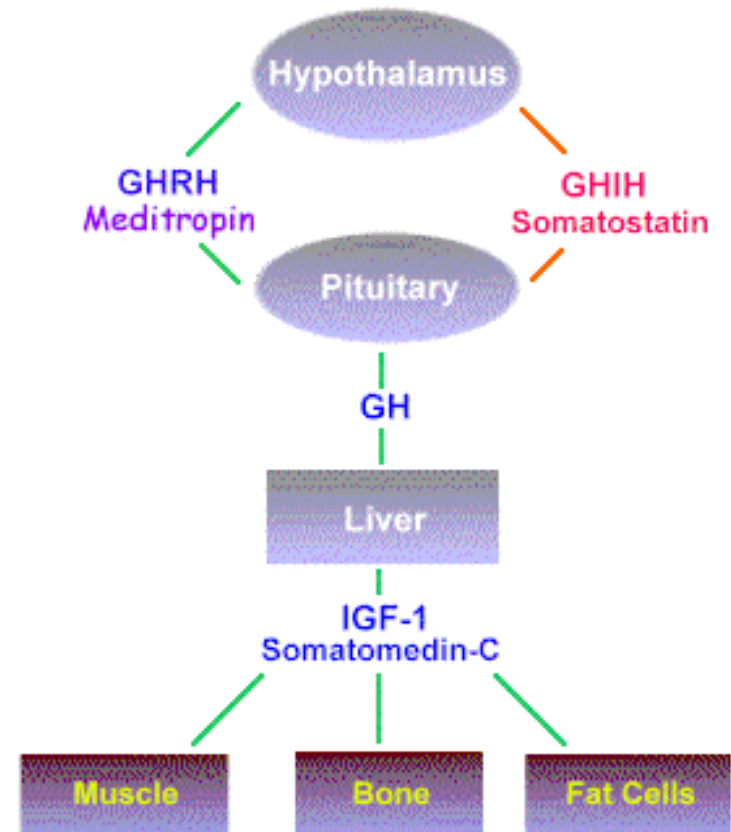 Hypothalamus
GHRH
Meditropin
GHIH
Somatostatin
Pituitary
GH
Liver
IGF-1
Somatomedin-C
Muscle
Bone
Fat Cells